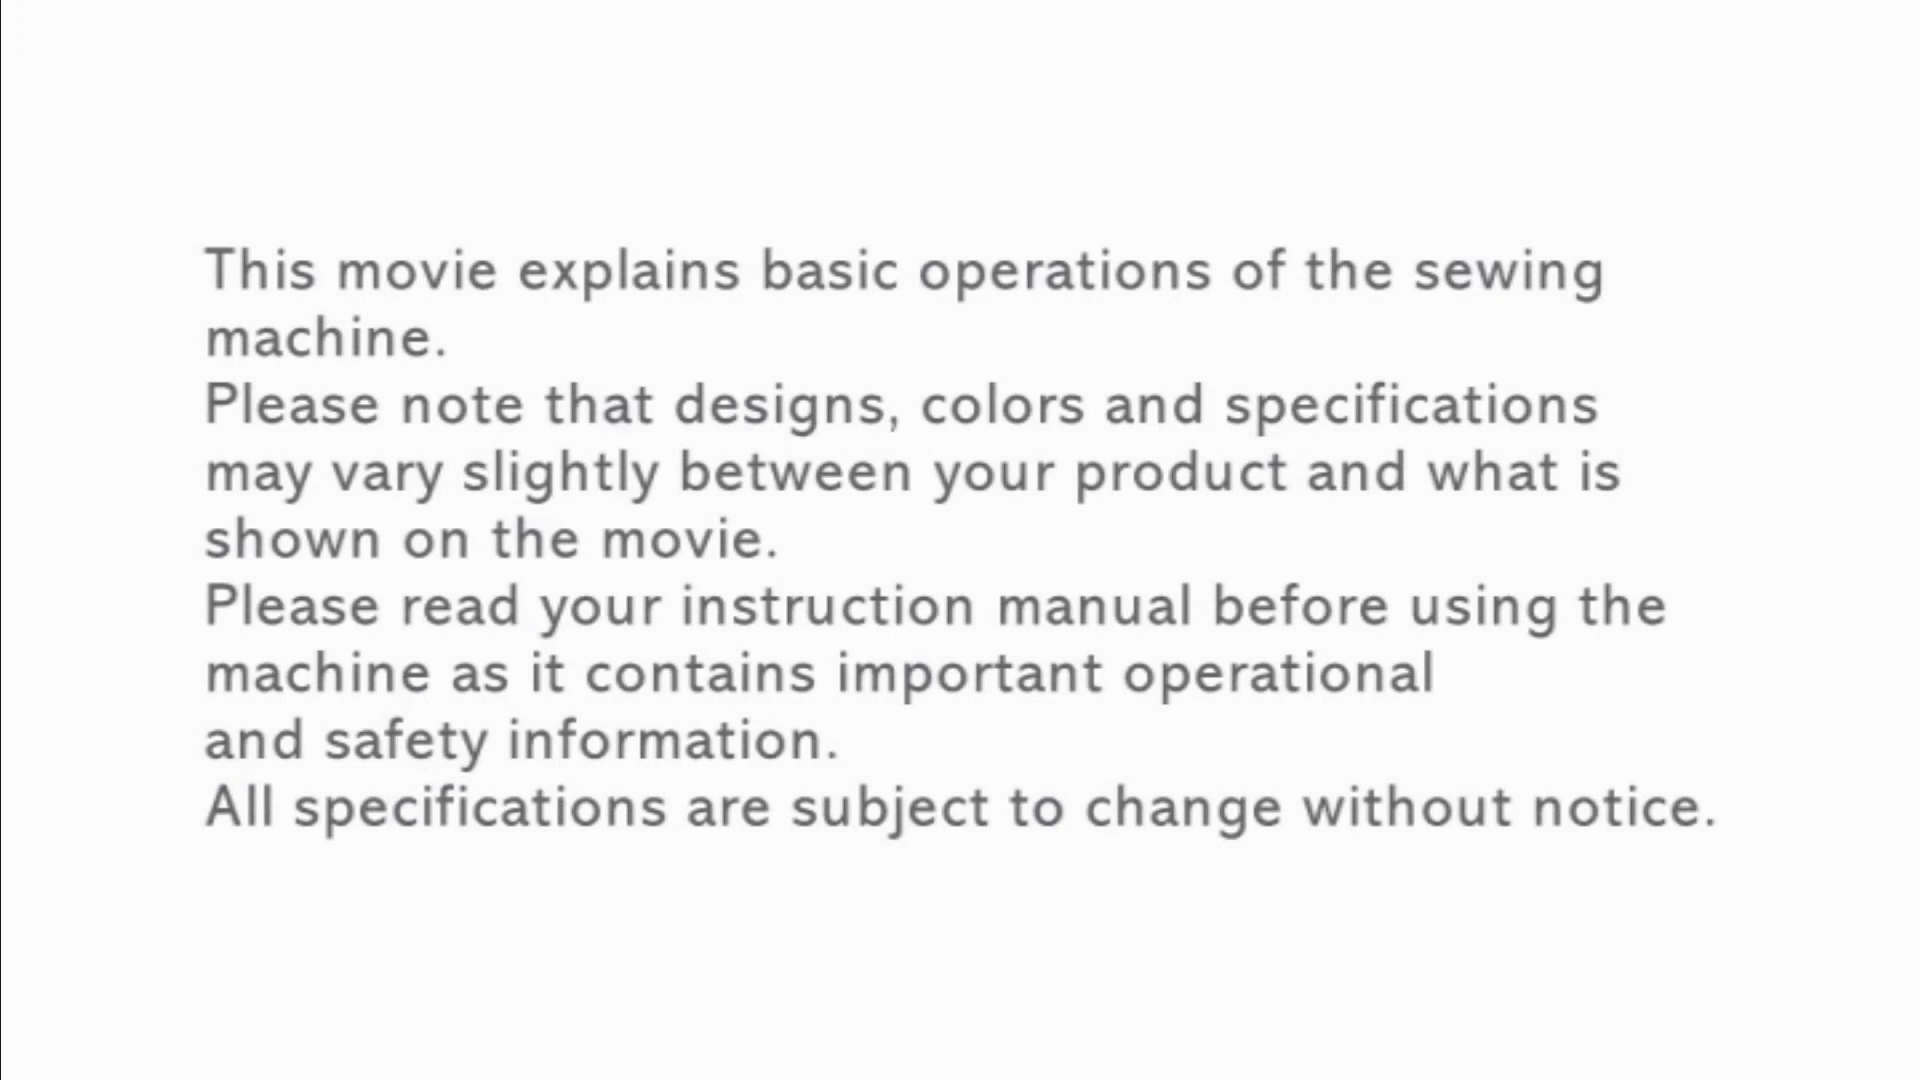 This movie explains basic operations of the sewing
machine.
Please note that designs, colors and specifications
may vary slightly between your product and what is
shown on the movie.
Please read your instruction manual before using the
machine as it contains important operational
and safety information.
All specifications are subject to change without notice.